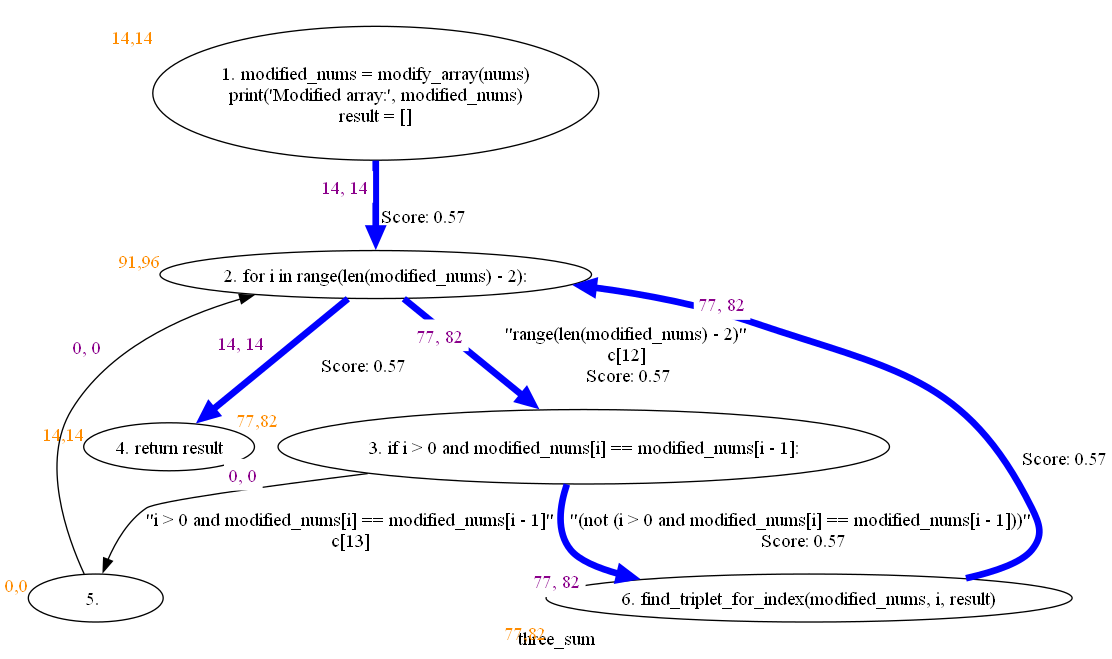 14,14
1. modified_nums = modify_array(nums)
print('Modified array:', modified_nums)
result = []
14, 14
Score: 0.57
91,96
2. for i in range(len(modified_nums) - 2):
77, 82
0, 0
14, 14
77, 82
"range(len(modified_nums) - 2)"
c[12]
Score: 0.57
Score: 0.57
77,82
14,14
4. return result
3. if i > 0 and modified_nums[i] == modified_nums[i - 1]:
Score: 0.57
0, 0
"i > 0 and modified_nums[i] == modified_nums[i - 1]"
c[13]
"(not (i > 0 and modified_nums[i] == modified_nums[i - 1]))"
Score: 0.57
77, 82
0,0
5.
6. find_triplet_for_index(modified_nums, i, result)
77,82
three_sum